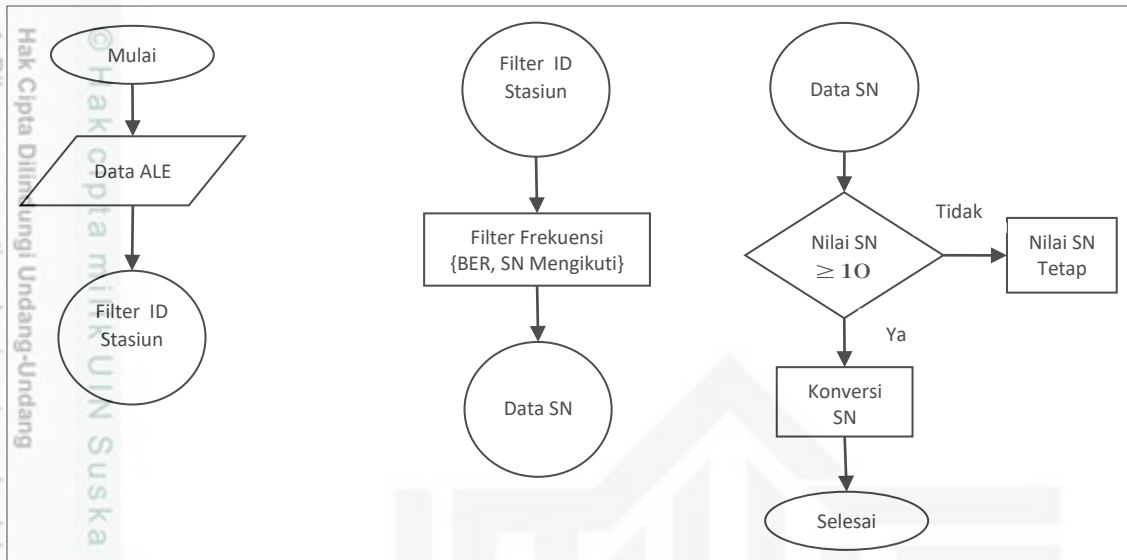 Mulai
Data ALE
Filter ID
Stasiun
Filter ID
Stasiun
Filter Frekuensi
{BER, SN Mengikuti}
Data SN
Data SN
Nilai SN
≥ 10
Tidak
Nilai SN
Tetap
Ya
Konversi
SN
Selesai
© Hak cipta milik UIN Suska
Hak Cipta Dilindungi Undang-Undang